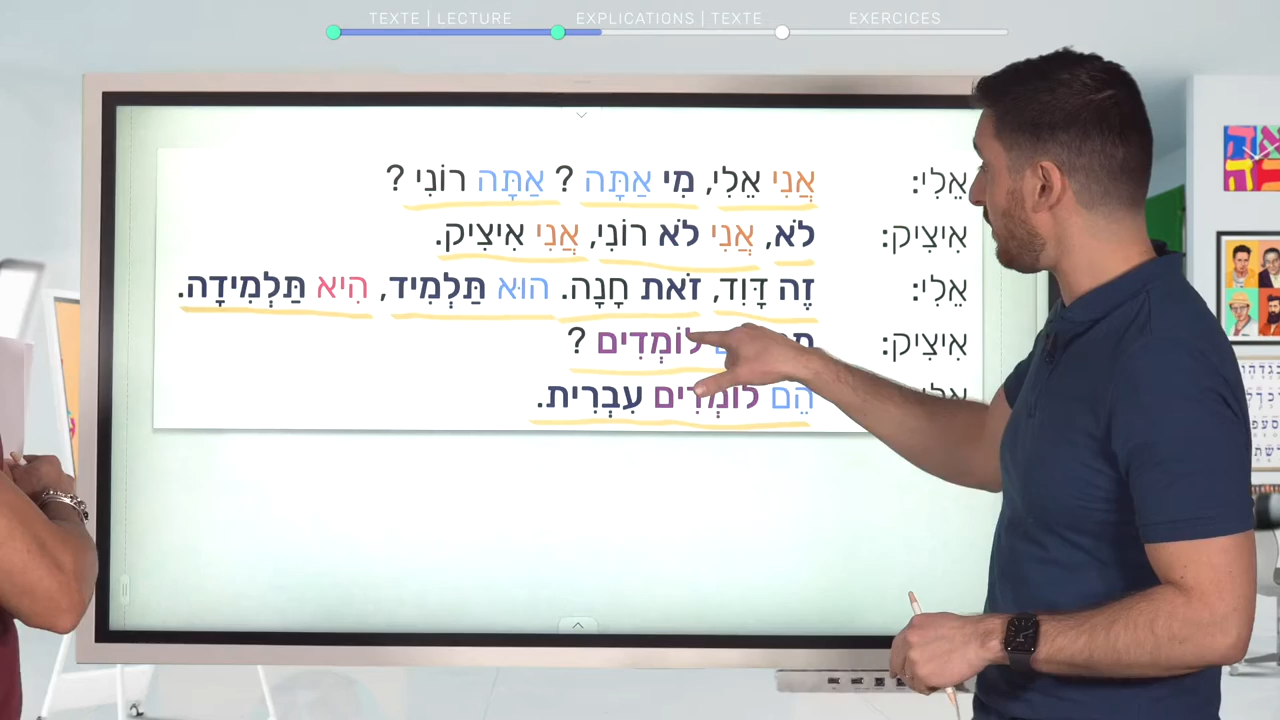 TEXTE | LECTURE
EXPLICATIONS | TEXTE
EXERCICES
אֵלִי: אֲנִי אֵלִי, מִי אַתָּה ? אַתָּה רוֹנִי ?
אִיצִיק: לֹא, אֲנִי לֹא רוֹנִי, אֲנִי אִיצִיק.
אֵלִי: זֶה דָּוִד, זֹאת חָנָה. הוּא תַּלְמִיד, הִיא תַּלְמִידָה.
אִיצִיק: לוֹמְדִים ?
הֵם לוֹמְדִים עִבְרִית.